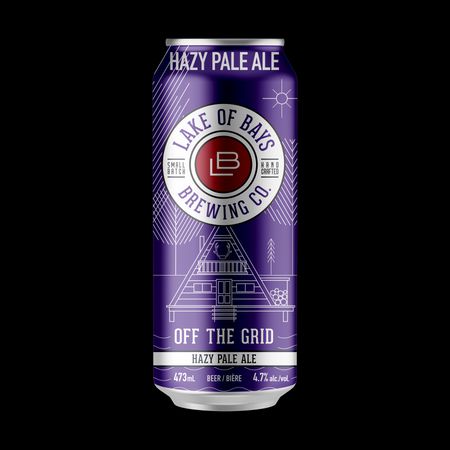 HAZY PALE ALE
LAKE OF BAYS
SMALL BATCH
LB
HAND CRAFTED
BREWING CO.
OFF THE GRID
HAZY PALE ALE
473mL BEER / BIÈRE 4.7% alc./vol.